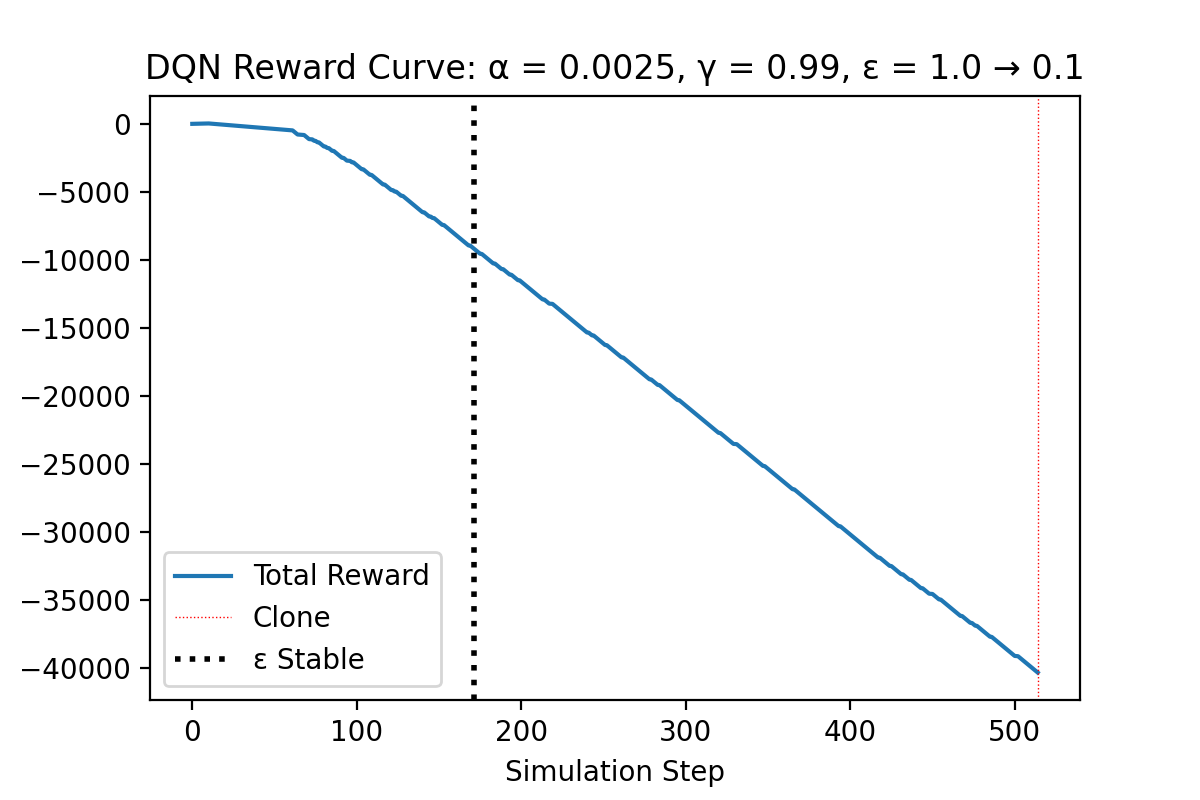 DQN Reward Curve: α = 0.0025, γ = 0.99, ε = 1.0 → 0.1
0
−5000
−10000
−15000
−20000
−25000
−30000
−35000
−40000
Total Reward
Clone
ε Stable
0 100 200 300 400 500
Simulation Step